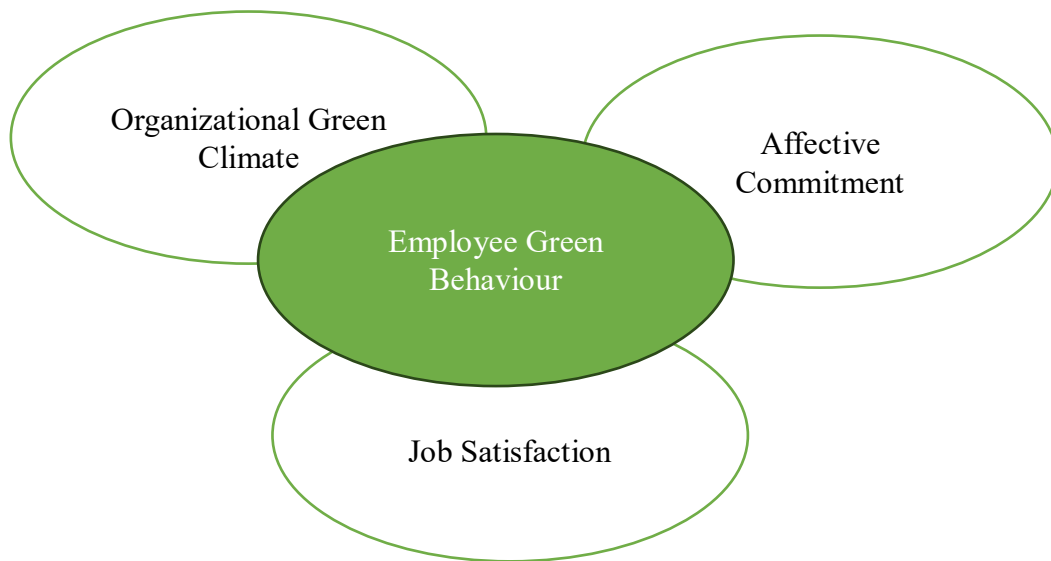 Organizational Green
Climate
Affective
Commitment
Employee Green
Behaviour
Job Satisfaction